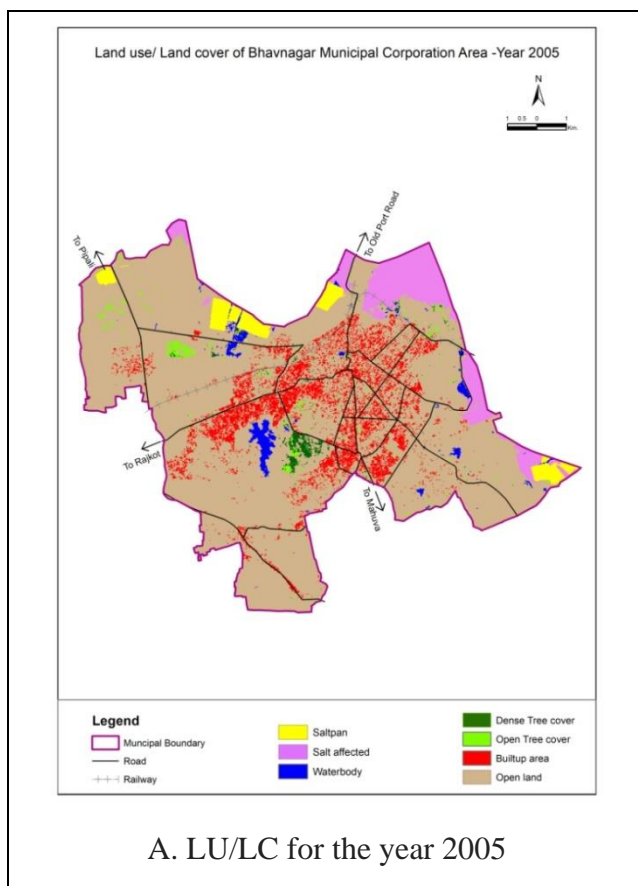 Land use/ Land cover of Bhavnagar Municipal Corporation Area -Year 2005
N
1 0.5 0 1
Km.
To Old Port Road
To Pipali
To Rajkot
To Mahuva
Legend
Muncipal Boundary
Road
Railway
Saltpan
Salt affected
Waterbody
Dense Tree cover
Open Tree cover
Builtup area
Open land
A. LU/LC for the year 2005